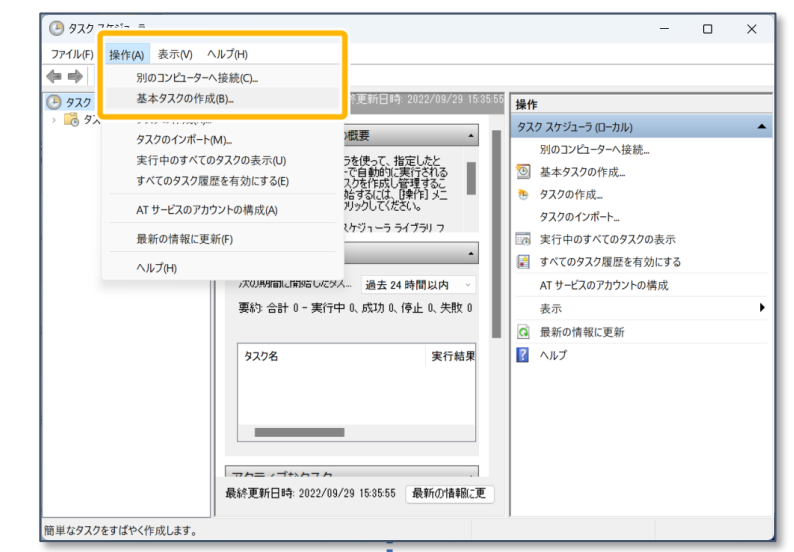 タスク スケジューラ
ファイル(F) 操作(A) 表示(V) ヘルプ(H)
別のコンピューターへ接続(C)...
基本タスクの作成(B)...
タスクのインポート(M)...
実行中のすべてのタスクの表示(U)
すべてのタスク履歴を有効にする(E)
AT サービスのアカウントの構成(A)
最新の情報に更新(F)
ヘルプ(H)
タスク
更新日時: 2022/09/29 15:35:55
の概要
ラを使って、指定したと
で自動的に実行される
スクを作成し管理するこ
始するには、[操作] メニ
リックしてください。
スケジューラ ライブラリ フ
過去 24 時間以内
要約: 合計 0 - 実行中 0、成功 0、停止 0、失敗 0
タスク名 実行結果
アクティブなタスク
最終更新日時: 2022/09/29 15:35:55 最新の情報に更
操作
タスク スケジューラ (ローカル)
別のコンピューターへ接続...
基本タスクの作成...
タスクの作成...
タスクのインポート...
実行中のすべてのタスクの表示
すべてのタスク履歴を有効にする
AT サービスのアカウントの構成
表示
最新の情報に更新
ヘルプ
簡単なタスクをすばやく作成します。